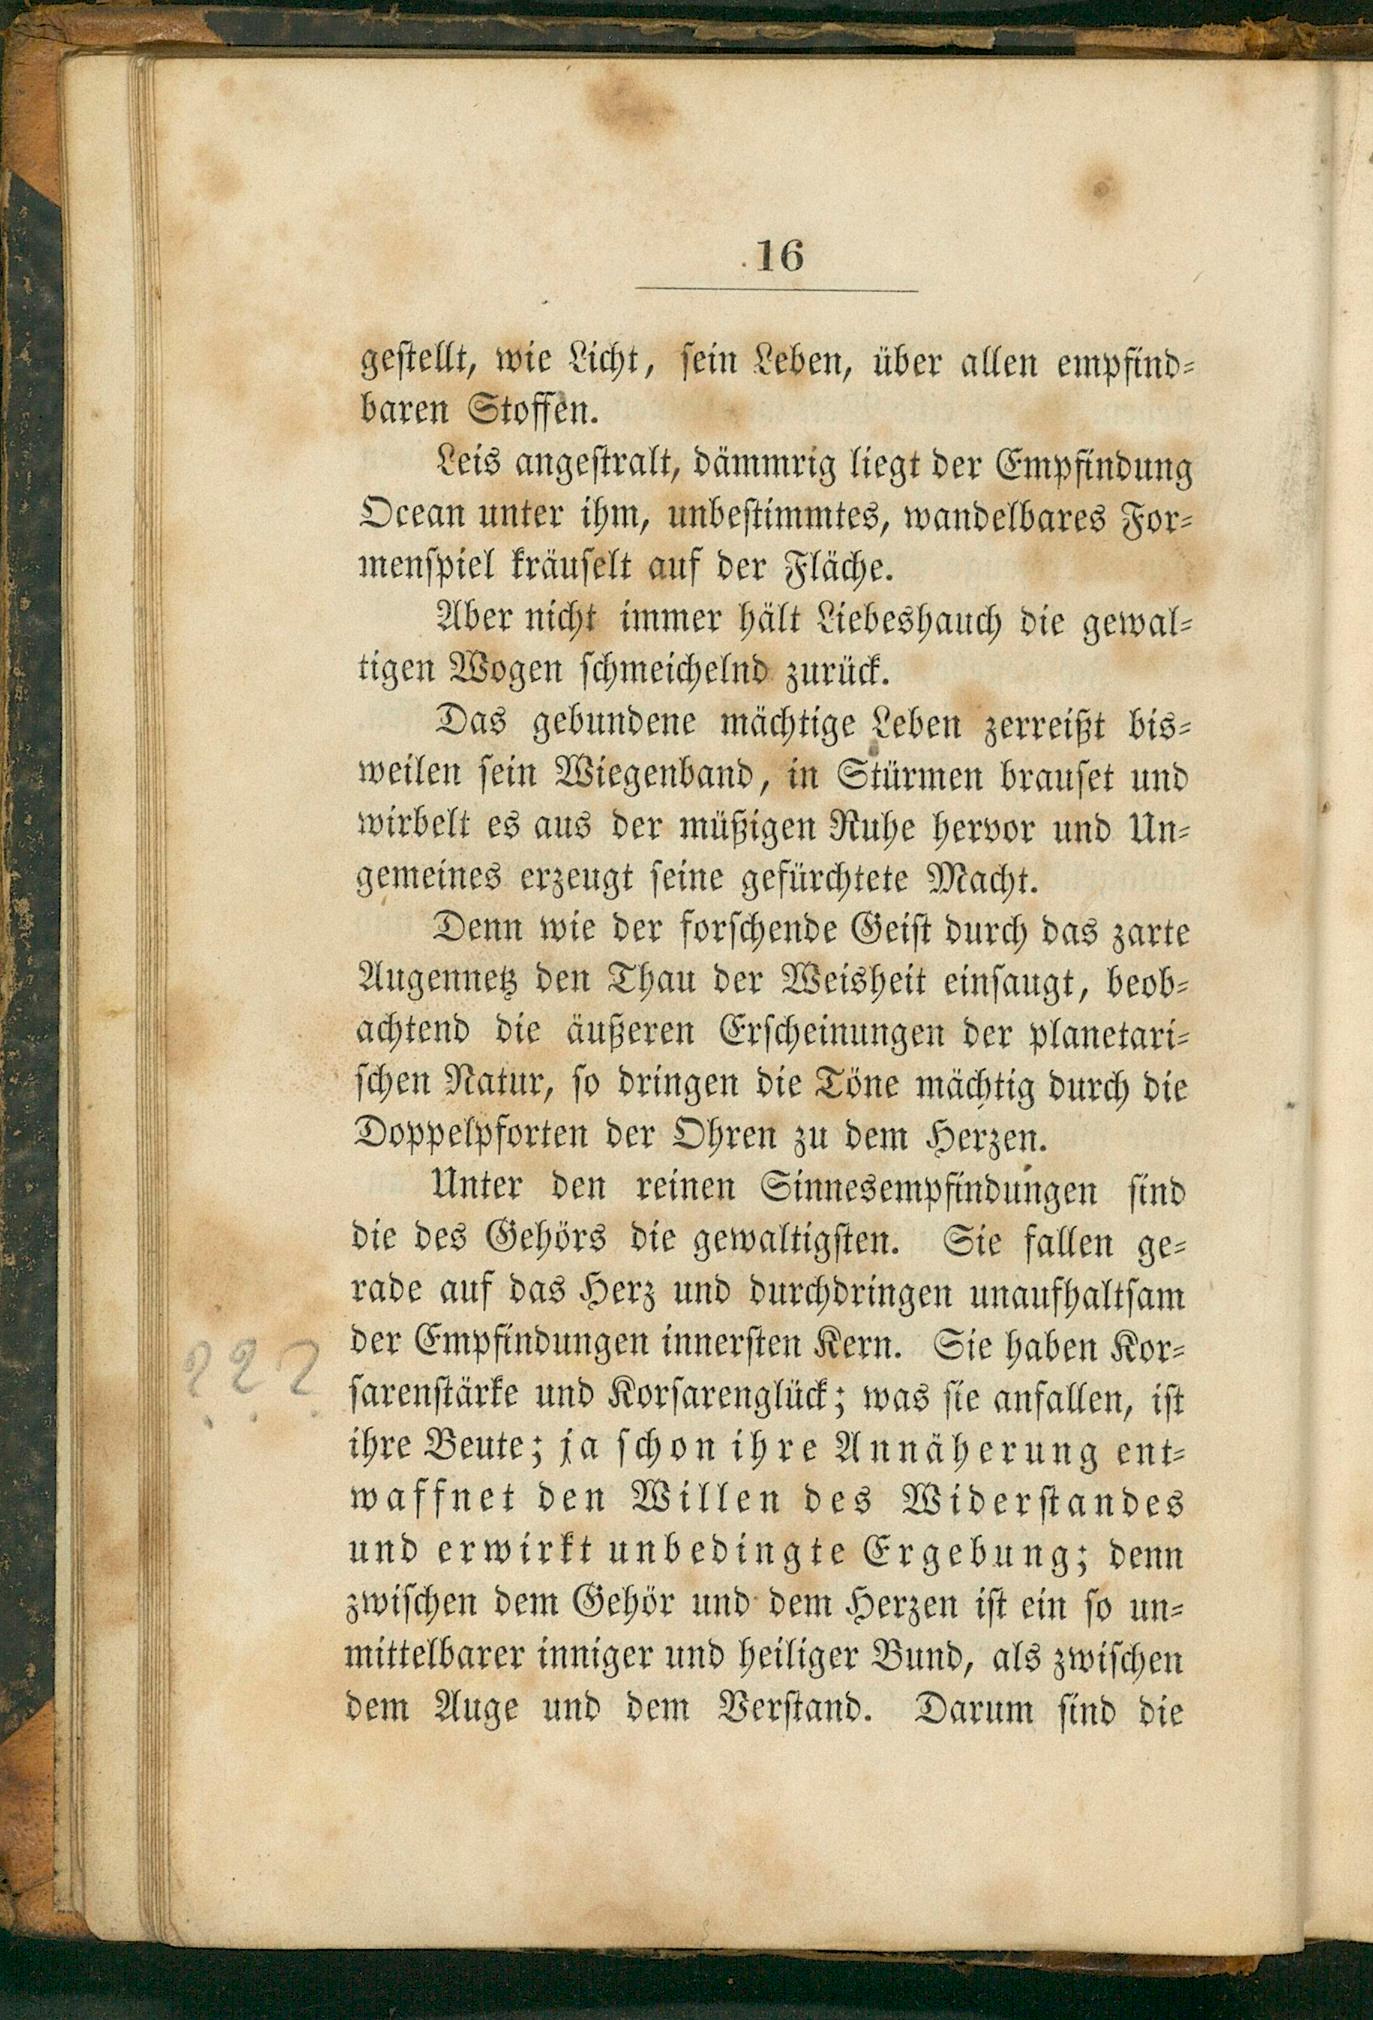 16
gestellt, wie Licht, sein Leben, über allen empfind-
baren Stoffen.
Leis angestralt, dämmrig liegt der Empfindung
Ocean unter ihm, unbestimmtes, wandelbares For-
menspiel kräuselt auf der Fläche.
Aber nicht immer hält Liebeshauch die gewal-
tigen Wogen schmeichelnd zurück.
Das gebundene mächtige Leben zerreißt bis-
weilen sein Wiegenband, in Stürmen brauset und
wirbelt es aus der müßigen Ruhe hervor und Un-
gemeines erzeugt seine gefürchtete Macht.
Denn wie der forschende Geist durch das zarte
Augennetz den Thau der Weisheit einsaugt, beob-
achtend die äußeren Erscheinungen der planetari-
schen Natur, so dringen die Töne mächtig durch die
Doppelpforten der Ohren zu dem Herzen.
Unter den reinen Sinnesempfindungen sind
die des Gehörs die gewaltigsten. Sie fallen ge-
rade auf das Herz und durchdringen unaufhaltsam
der Empfindungen innersten Kern. Sie haben Kor-
???
sarenstärke und Korsarenglück; was sie anfallen, ist
ihre Beute; ja schon ihre Annäherung ent-
waffnet den Willen des Widerstandes
und erwirkt unbedingte Ergebung; denn
zwischen dem Gehör und dem Herzen ist ein so un-
mittelbarer inniger und heiliger Bund, als zwischen
dem Auge und dem Verstand. Darum sind die